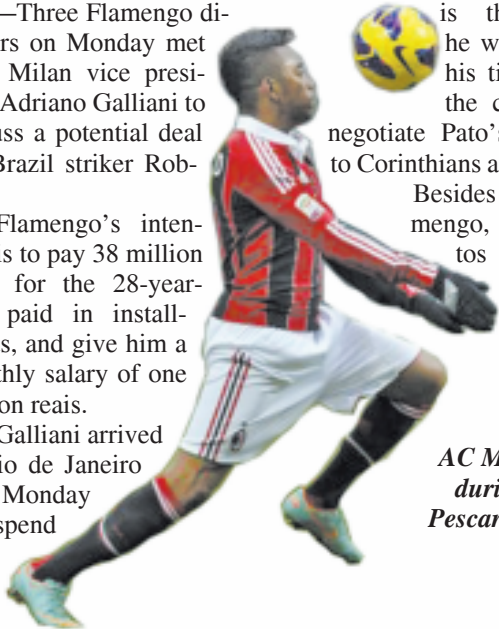 —Three Flamengo di-
rs on Monday met
Milan vice presi-
Adriano Galliani to
uss a potential deal
Brazil striker Rob-
Flamengo's inten-
is to pay 38 million
for the 28-year-
paid in install-
s, and give him a
thly salary of one
on reais.
Galliani arrived
io de Janeiro
Monday
spend
is th
he w
his ti
the c
negotiate Pato's
to Corinthians a
Besides
mengo,
tos
AC M
duri
Pescar